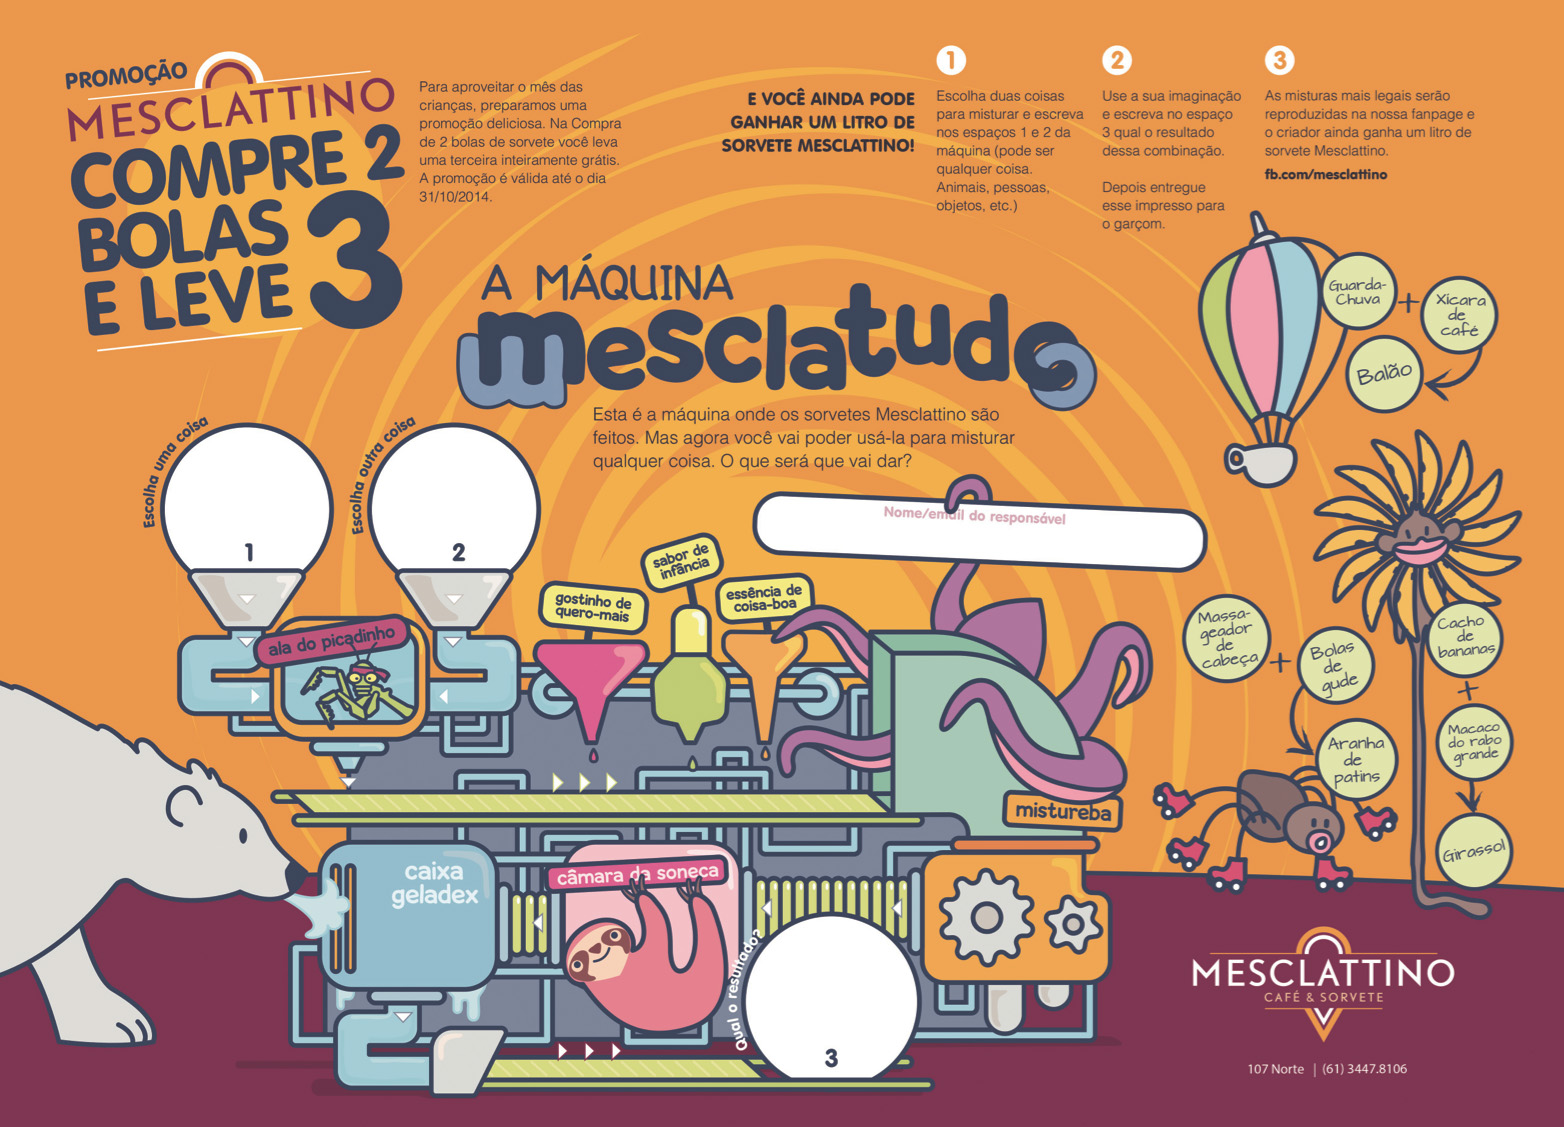 PROMOÇÃO
MESCLATTINO
COMPRE 2
BOLAS
E LEVE 3
Para aproveitar o mês das
crianças, preparamos uma
promoção deliciosa. Na Compra
de 2 bolas de sorvete você leva
uma terceira inteiramente grátis.
A promoção é válida até o dia
31/10/2014.
E VOCÊ AINDA PODE
GANHAR UM LITRO DE
SORVETE MESCLATTINO!
1
Escolha duas coisas
para misturar e escreva
nos espaços 1 e 2 da
máquina (pode ser
qualquer coisa.
Animais, pessoas,
objetos, etc.)
2
Use a sua imaginação
e escreva no espaço
3 qual o resultado
dessa combinação.
Depois entregue
esse impresso para
o garçom.
3
As misturas mais legais serão
reproduzidas na nossa fanpage e
o criador ainda ganha um litro de
sorvete Mesclattino.
fb.com/mesclattino
A MÁQUINA
mesclatudo
Esta é a máquina onde os sorvetes Mesclattino são
feitos. Mas agora você vai poder usá-la para misturar
qualquer coisa. O que será que vai dar?
Escolha uma coisa
1
Escolha outra coisa
2
Nome/email do responsável
ala do picadinho
gostinho de
quero-mais
sabor de
infância
essência de
coisa-boa
mistureba
caixa
geladex
câmara da soneca
Qual o resultado?
3
Guarda-
Chuva
+
Xícara
de
café
Balão
Massa-
geador
de
cabeça
+
Bolas
de
gude
Aranha
de
patins
Cacho
de
bananas
+
Macaco
do rabo
grande
Girassol
MESCLATTINO
CAFÉ & SORVETE
107 Norte | (61) 3447.8106